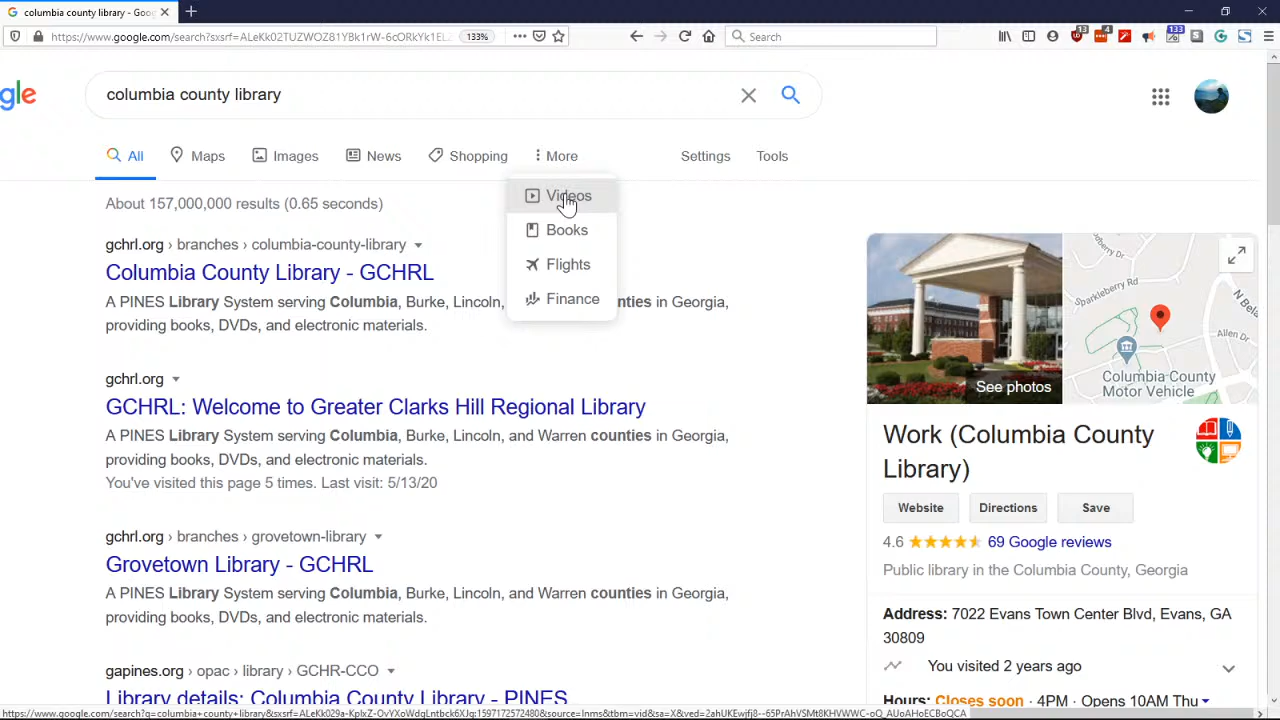 columbia county library - Goog
https://www.google.com/search?sxsrf=ALeKk02TUZWOZ81YBk1rW-6cORkYk1EL
133%
Search
13
4
133
gle
columbia county library
All
Maps
Images
News
Shopping
More
Settings
Tools
Videos
Books
Flights
Finance
About 157,000,000 results (0.65 seconds)
gchrl.org › branches › columbia-county-library
Columbia County Library - GCHRL
A PINES Library System serving Columbia, Burke, Lincoln, nties in Georgia,
providing books, DVDs, and electronic materials.
gchrl.org
GCHRL: Welcome to Greater Clarks Hill Regional Library
A PINES Library System serving Columbia, Burke, Lincoln, and Warren counties in Georgia,
providing books, DVDs, and electronic materials.
You've visited this page 5 times. Last visit: 5/13/20
gchrl.org › branches › grovetown-library
Grovetown Library - GCHRL
A PINES Library System serving Columbia, Burke, Lincoln, and Warren counties in Georgia,
providing books, DVDs, and electronic materials.
gapines.org › opac › library › GCHR-CCO
Library details: Columbia County Library - PINES
See photos
Sparkleberry Rd
Blvd
N Bela
Allen Dr
Columbia County
Motor Vehicle
Work (Columbia County
Library)
Website
Directions
Save
4.6
69 Google reviews
Public library in the Columbia County, Georgia
Address: 7022 Evans Town Center Blvd, Evans, GA
30809
You visited 2 years ago
Hours: Closes soon · 4PM · Opens 10AM Thu